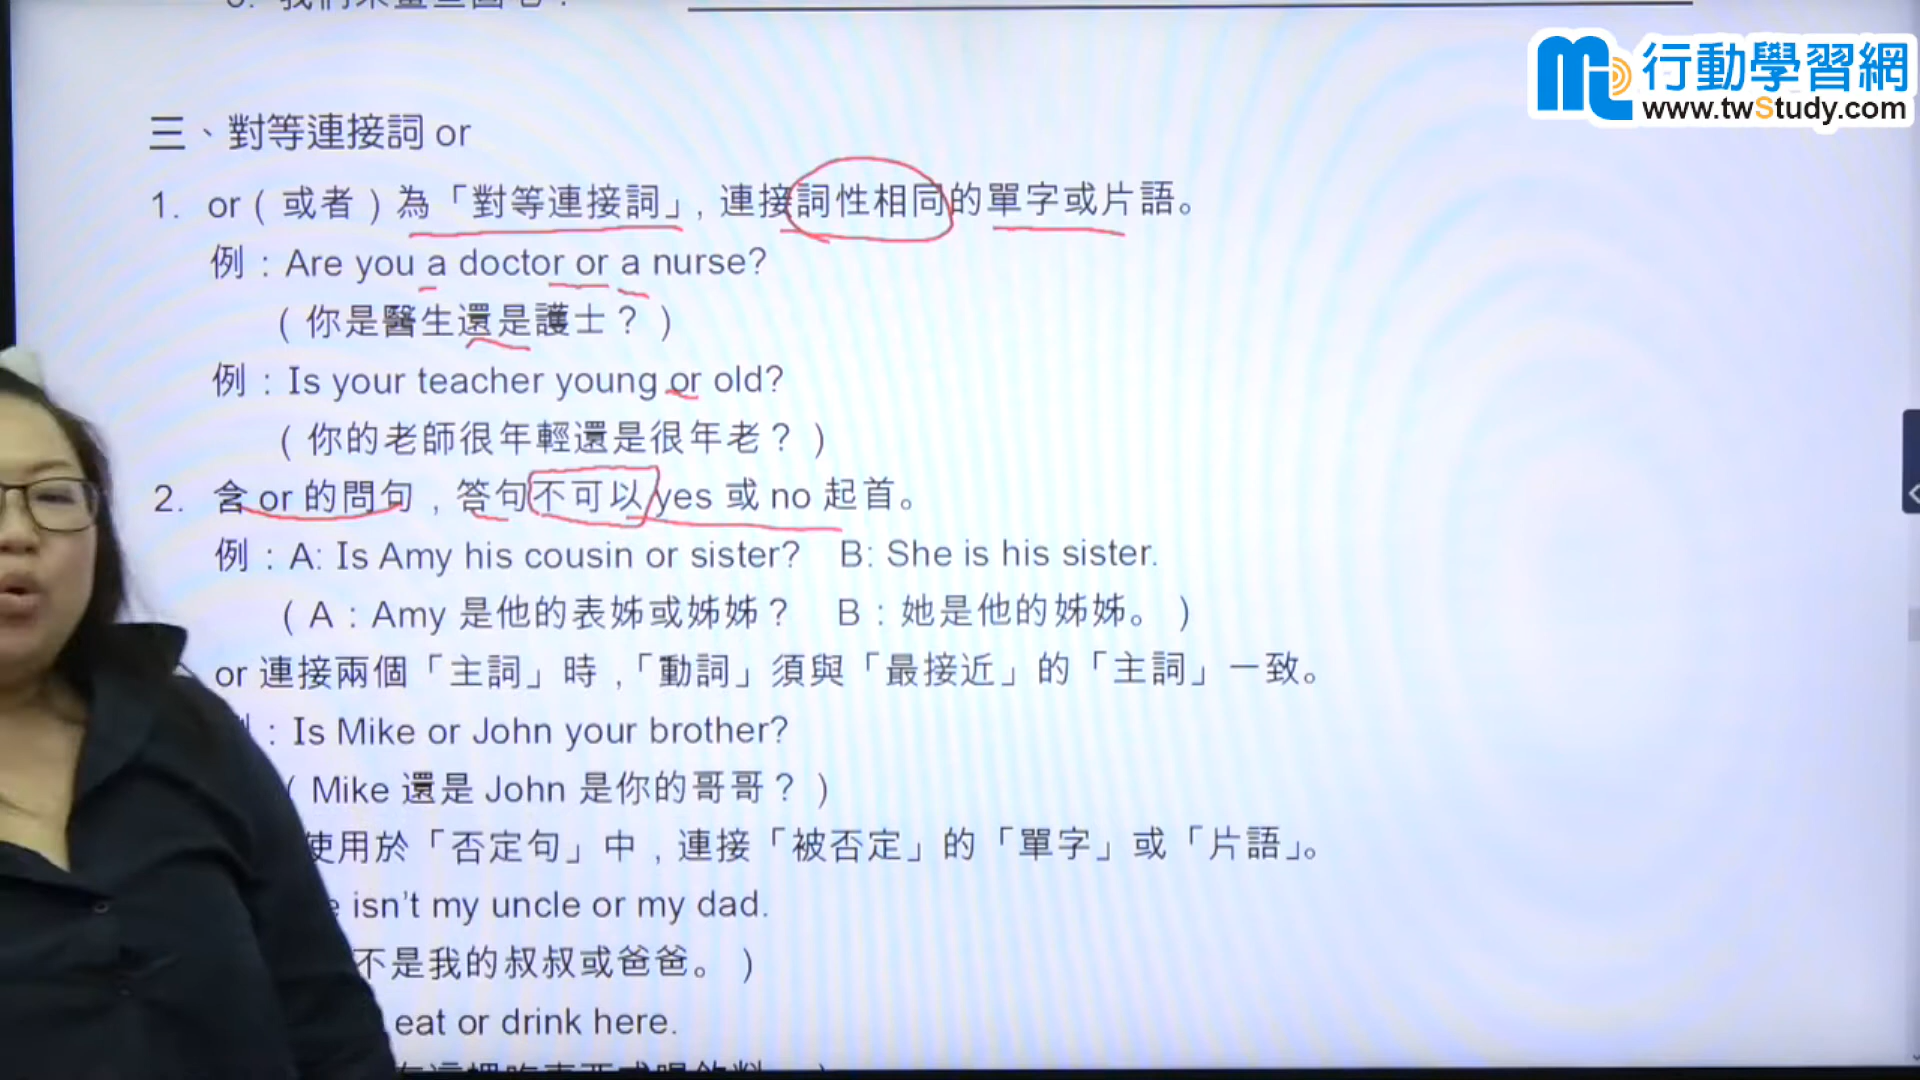 行動學習網
www.twStudy.com
三、對等連接詞 or
1. or（或者）為「對等連接詞」, 連接詞性相同的單字或片語。
例：Are you a doctor or a nurse?
（你是醫生還是護士？）
例：Is your teacher young or old?
（你的老師很年輕還是很年老？）
2. 含 or 的問句，答句不可以 yes 或 no 起首。
例：A: Is Amy his cousin or sister? B: She is his sister.
（A：Amy 是他的表姊或姊姊？ B：她是他的姊姊。）
or 連接兩個「主詞」時，「動詞」須與「最接近」的「主詞」一致。
：Is Mike or John your brother?
（Mike 還是 John 是你的哥哥？）
使用於「否定句」中，連接「被否定」的「單字」或「片語」。
isn't my uncle or my dad.
不是我的叔叔或爸爸。）
eat or drink here.